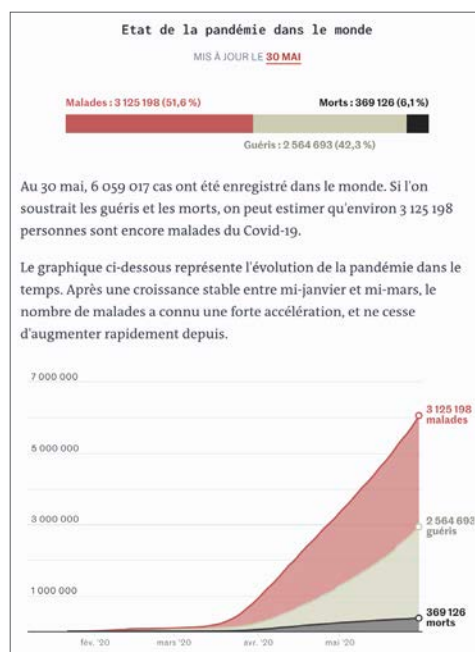 Etat de la pandémie dans le monde
MIS À JOUR LE 30 MAI
Malades : 3 125 198 (51,6 %) Morts : 369 126 (6,1 %)
Guéris : 2 564 693 (42,3 %)
Au 30 mai, 6 059 017 cas ont été enregistré dans le monde. Si l'on
soustrait les guéris et les morts, on peut estimer qu'environ 3 125 198
personnes sont encore malades du Covid-19.
Le graphique ci-dessous représente l'évolution de la pandémie dans le
temps. Après une croissance stable entre mi-janvier et mi-mars, le
nombre de malades a connu une forte accélération, et ne cesse
d'augmenter rapidement depuis.
7 000 000
3 125 198
malades
5 000 000
3 000 000
2 564 693
guéris
1 000 000
369 126
morts
fév. '20 mars '20 avr. '20 mai '20